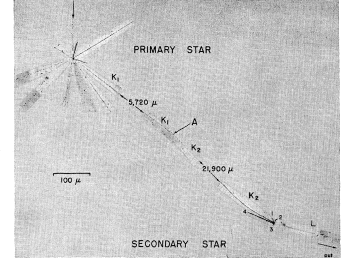 PRIMARY STAR
K1
5,720 μ
K1
A
K2
21,900 μ
100 μ
K2
4
1
2
3
L
out
SECONDARY STAR